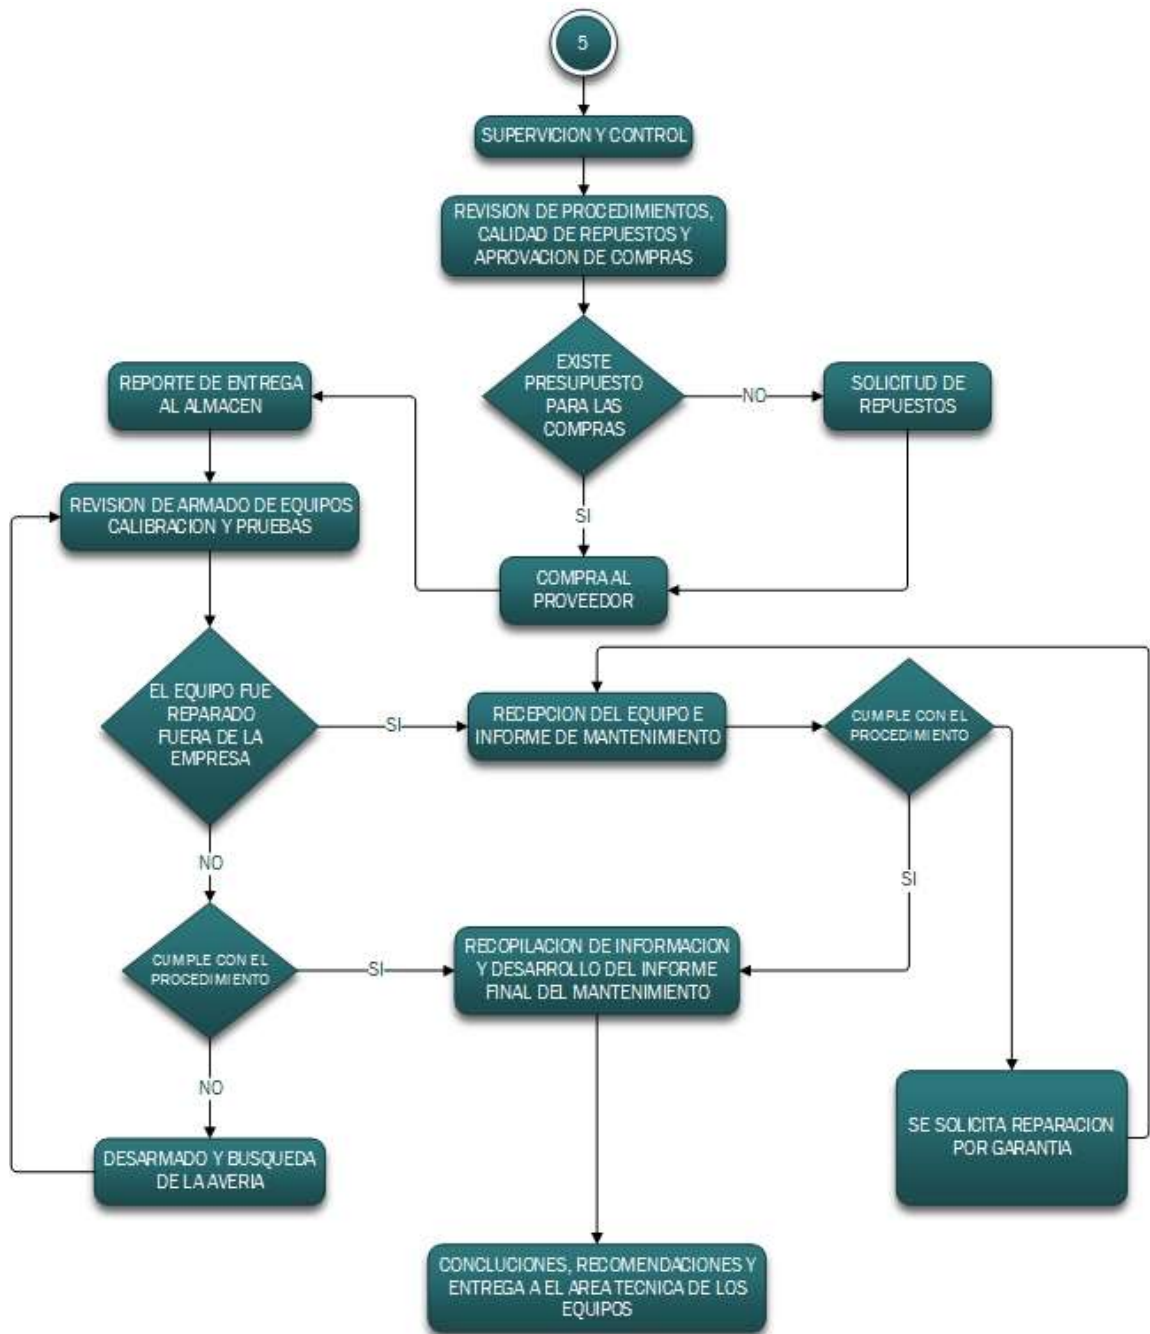 5
SUPERVICION Y CONTROL
REVISION DE PROCEDIMIENTOS,
CALIDAD DE REPUESTOS Y
APROVACION DE COMPRAS
EXISTE
PRESUPUESTO
PARA LAS
COMPRAS
NO
SOLICITUD DE
REPUESTOS
REPORTE DE ENTREGA
AL ALMACEN
REVISION DE ARMADO DE EQUIPOS
CALIBRACION Y PRUEBAS
SI
COMPRA AL
PROVEEDOR
EL EQUIPO FUE
REPARADO
FUERA DE LA
EMPRESA
SI
RECEPCION DEL EQUIPO E
INFORME DE MANTENIMIENTO
CUMPLE CON EL
PROCEDIMIENTO
NO
SI
CUMPLE CON EL
PROCEDIMIENTO
SI
RECOPILACION DE INFORMACION
Y DESARROLLO DEL INFORME
FINAL DEL MANTENIMIENTO
NO
SE SOLICITA REPARACION
POR GARANTIA
DESARMADO Y BUSQUEDA
DE LA AVERIA
CONCLUCIONES, RECOMENDACIONES Y
ENTREGA A EL AREA TECNICA DE LOS
EQUIPOS